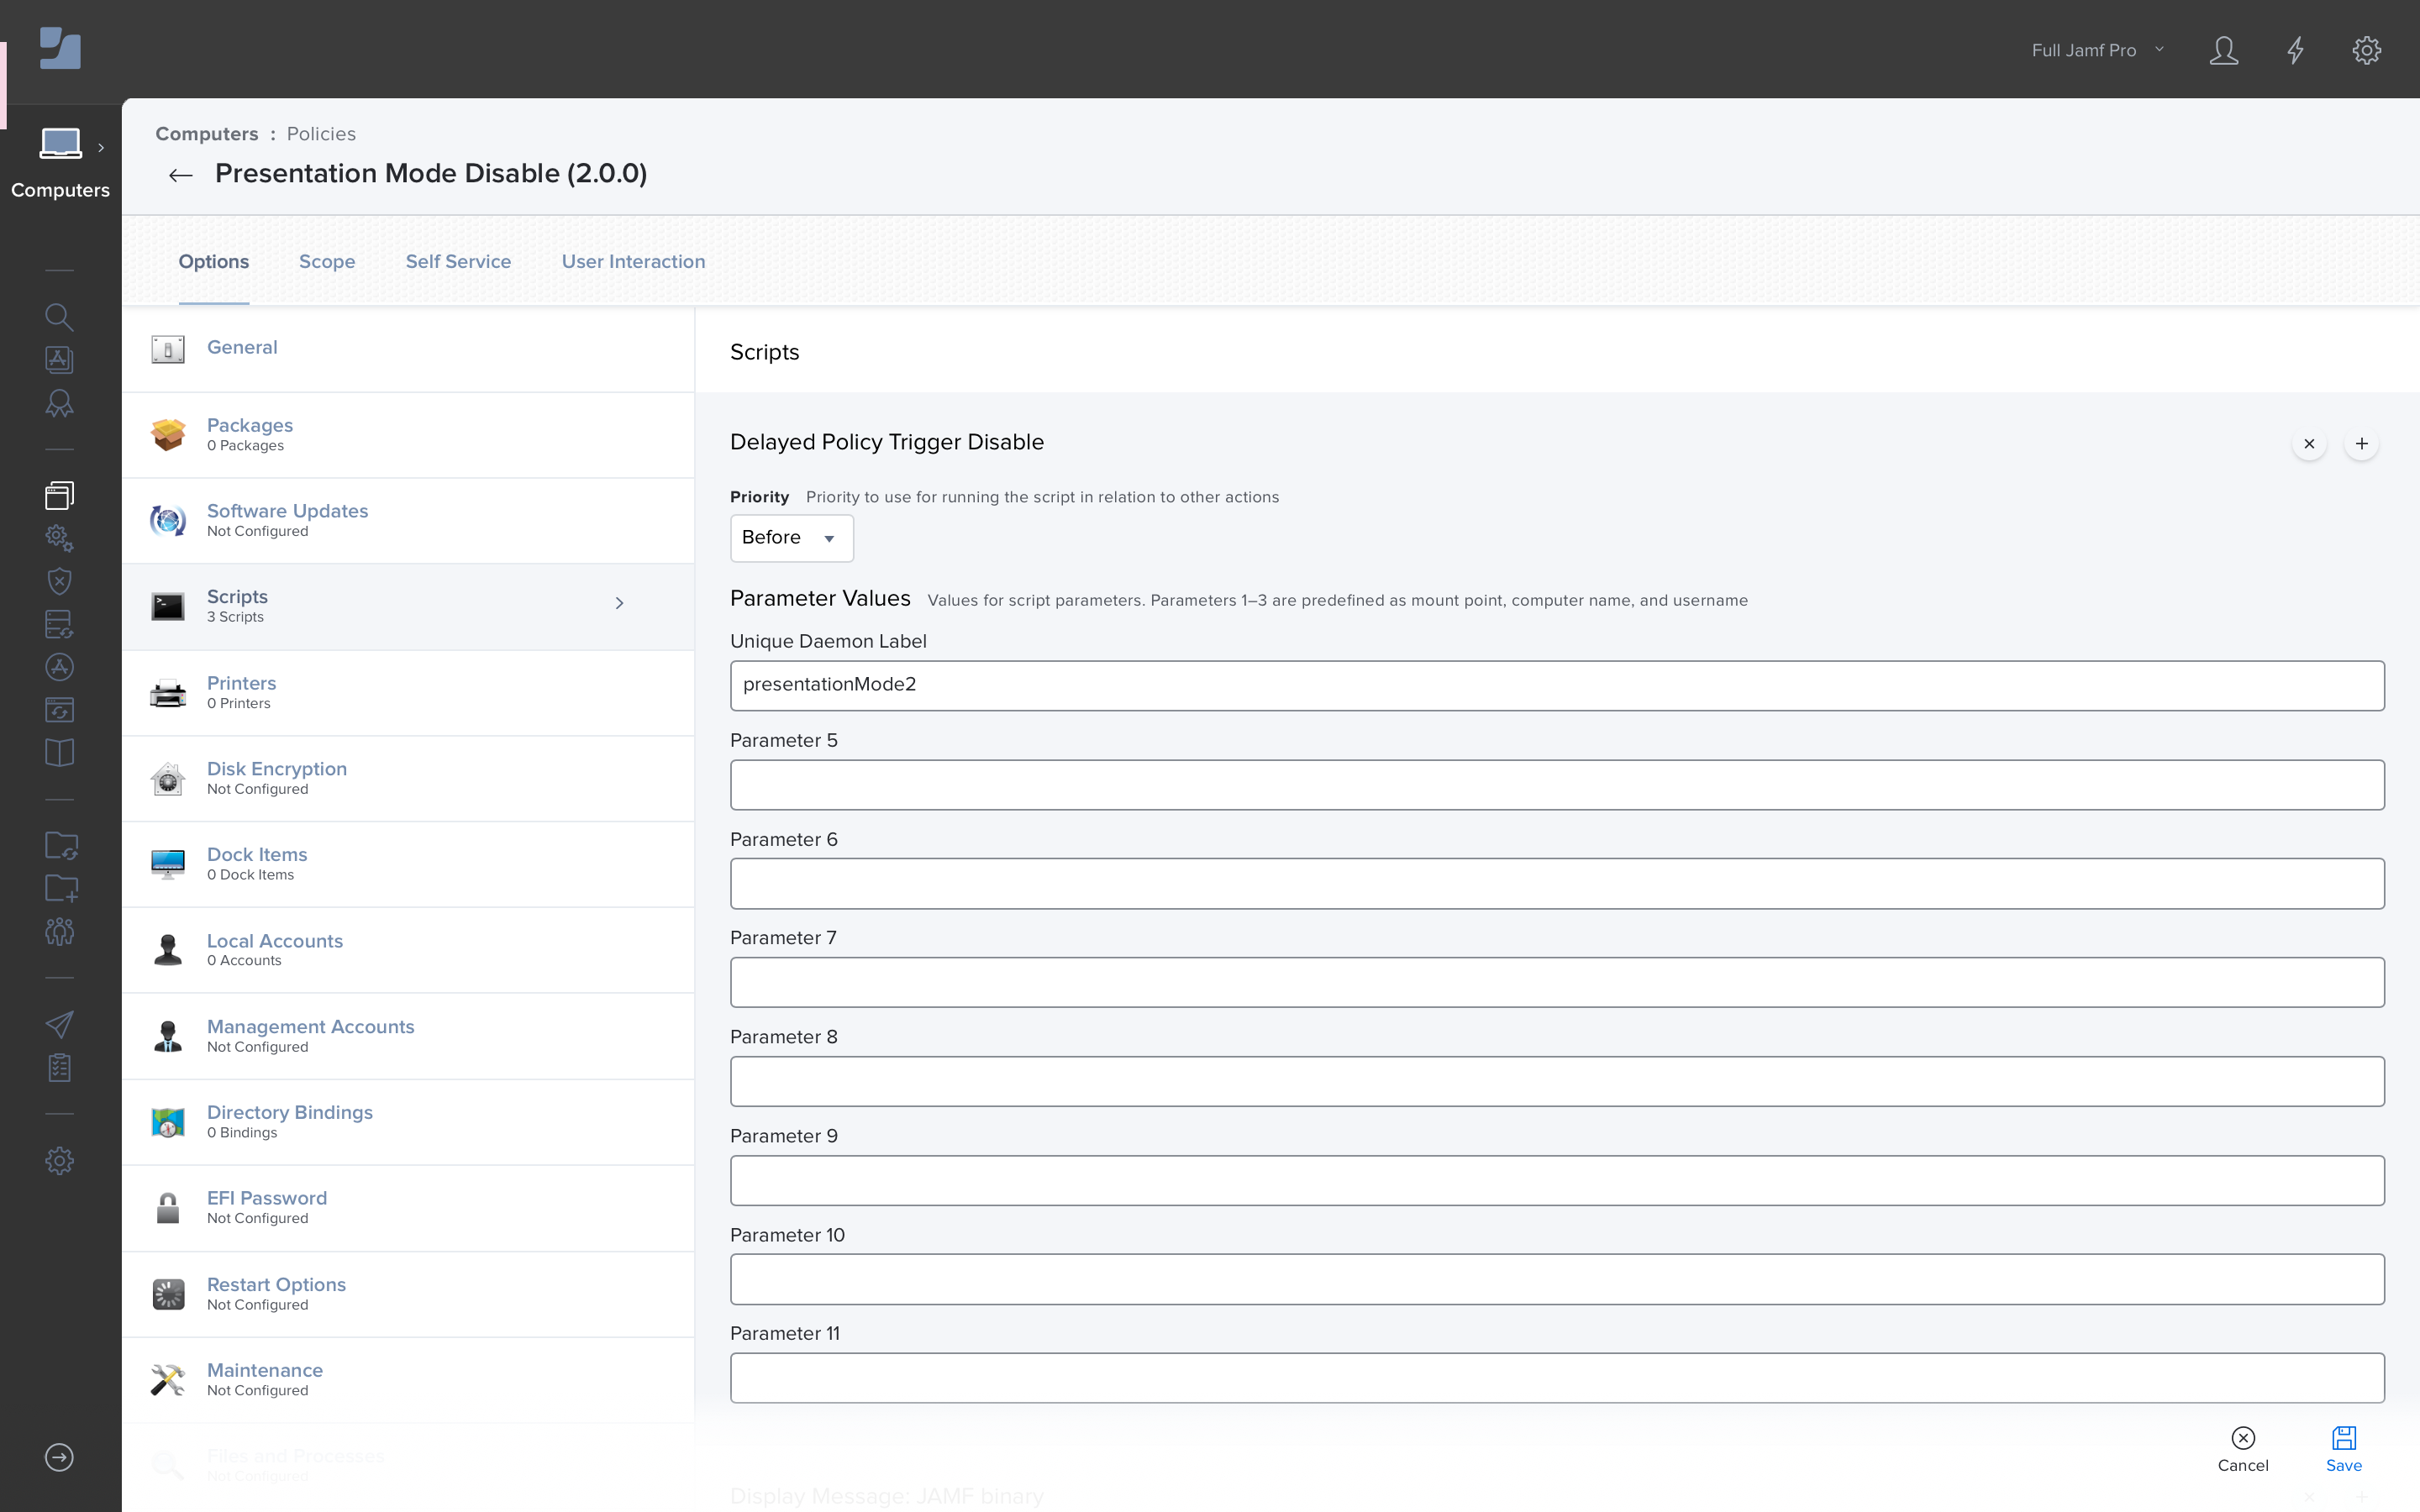 Full Jamf Pro
Computers
Computers : Policies
Presentation Mode Disable (2.0.0)
Options
Scope
Self Service
User Interaction
General
Packages
0 Packages
Software Updates
Not Configured
Scripts
3 Scripts
Printers
0 Printers
Disk Encryption
Not Configured
Dock Items
0 Dock Items
Local Accounts
0 Accounts
Management Accounts
Not Configured
Directory Bindings
0 Bindings
EFI Password
Not Configured
Restart Options
Not Configured
Maintenance
Not Configured
Files and Processes
Not Configured
Scripts
Delayed Policy Trigger Disable
Priority Priority to use for running the script in relation to other actions
Before
Parameter Values Values for script parameters. Parameters 1–3 are predefined as mount point, computer name, and username
Unique Daemon Label
presentationMode2
Parameter 5
Parameter 6
Parameter 7
Parameter 8
Parameter 9
Parameter 10
Parameter 11
Display Message: JAMF binary
Cancel
Save